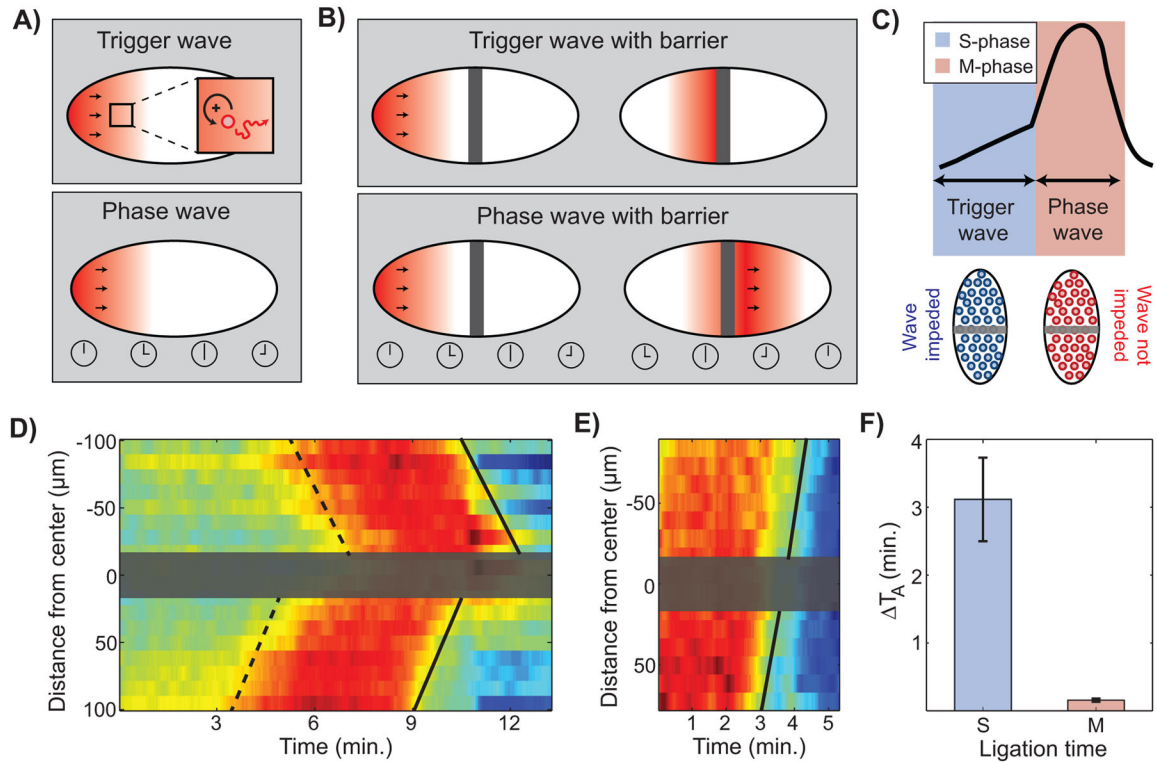 A)
Trigger wave
+
Phase wave
B)
Trigger wave with barrier
Phase wave with barrier
C)
S-phase
M-phase
Trigger
wave
Phase
wave
Wave
impeded
Wave not
impeded
D)
Distance from center (µm)
-100
-50
0
50
100
3
6
9
12
Time (min.)
E)
Distance from center (µm)
-50
0
50
1
2
3
4
5
Time (min.)
F)
ΔT_A (min.)
4
3
2
1
S
M
Ligation time